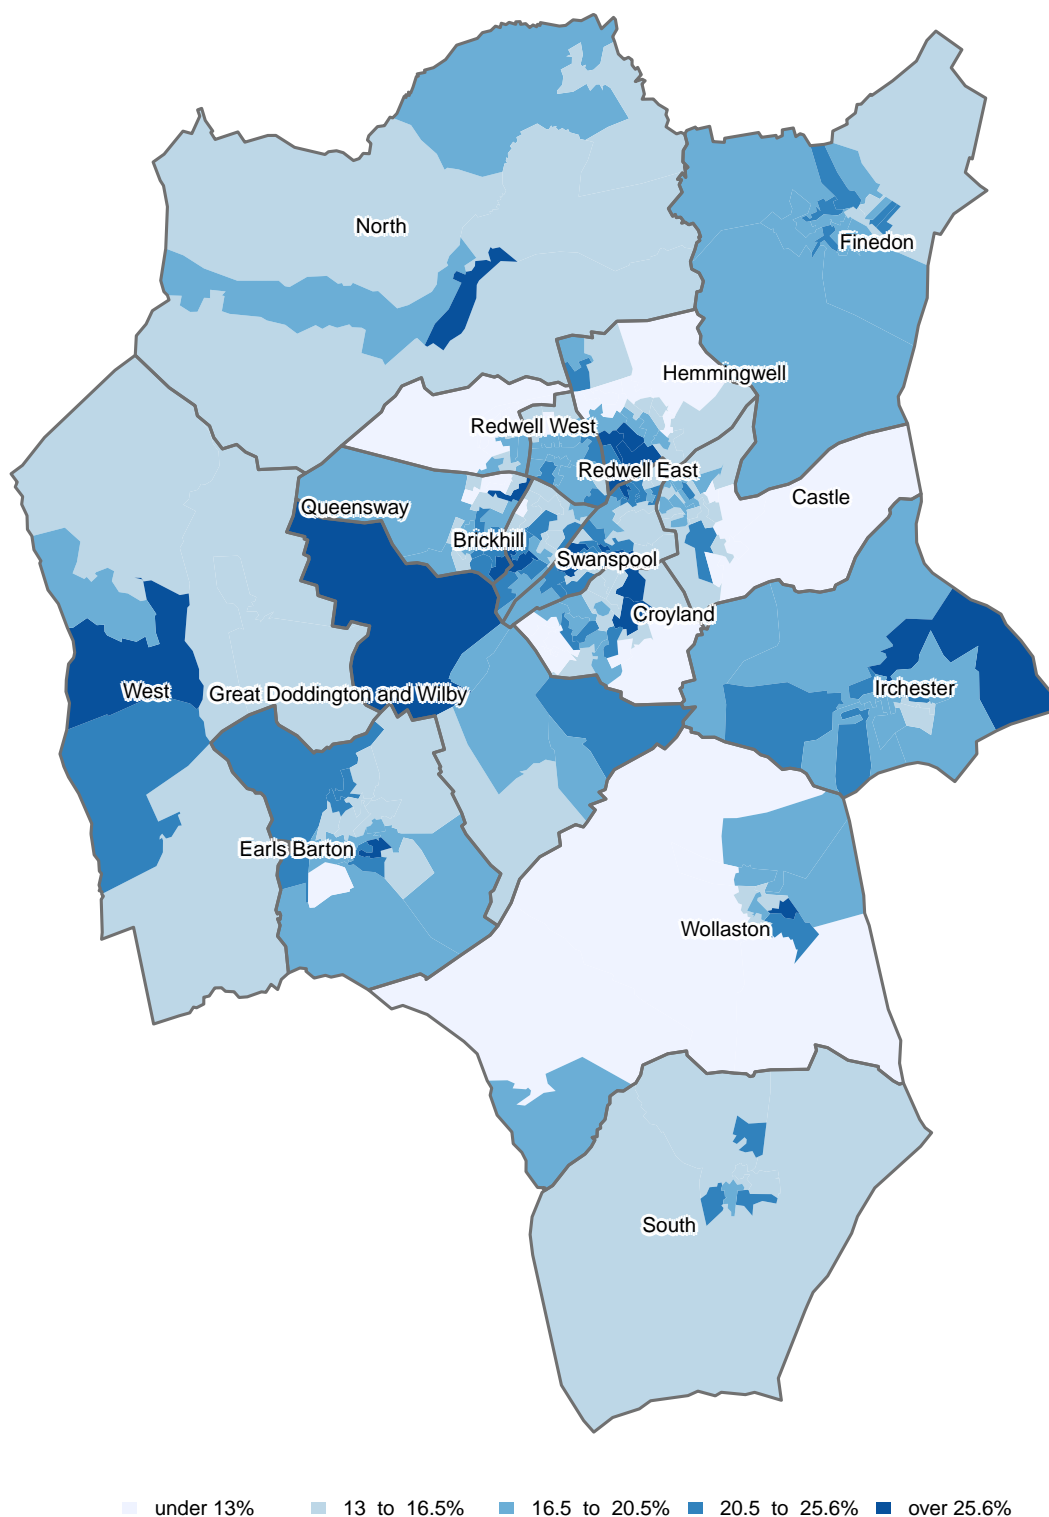 North
Finedon
Hemmingwell
Redwell West
Redwell East
Castle
Queensway
Brickhill
Swanspool
Croyland
West
Great Doddington and Wilby
Irchester
Earls Barton
Wollaston
South
under 13%
13 to 16.5%
16.5 to 20.5%
20.5 to 25.6%
over 25.6%